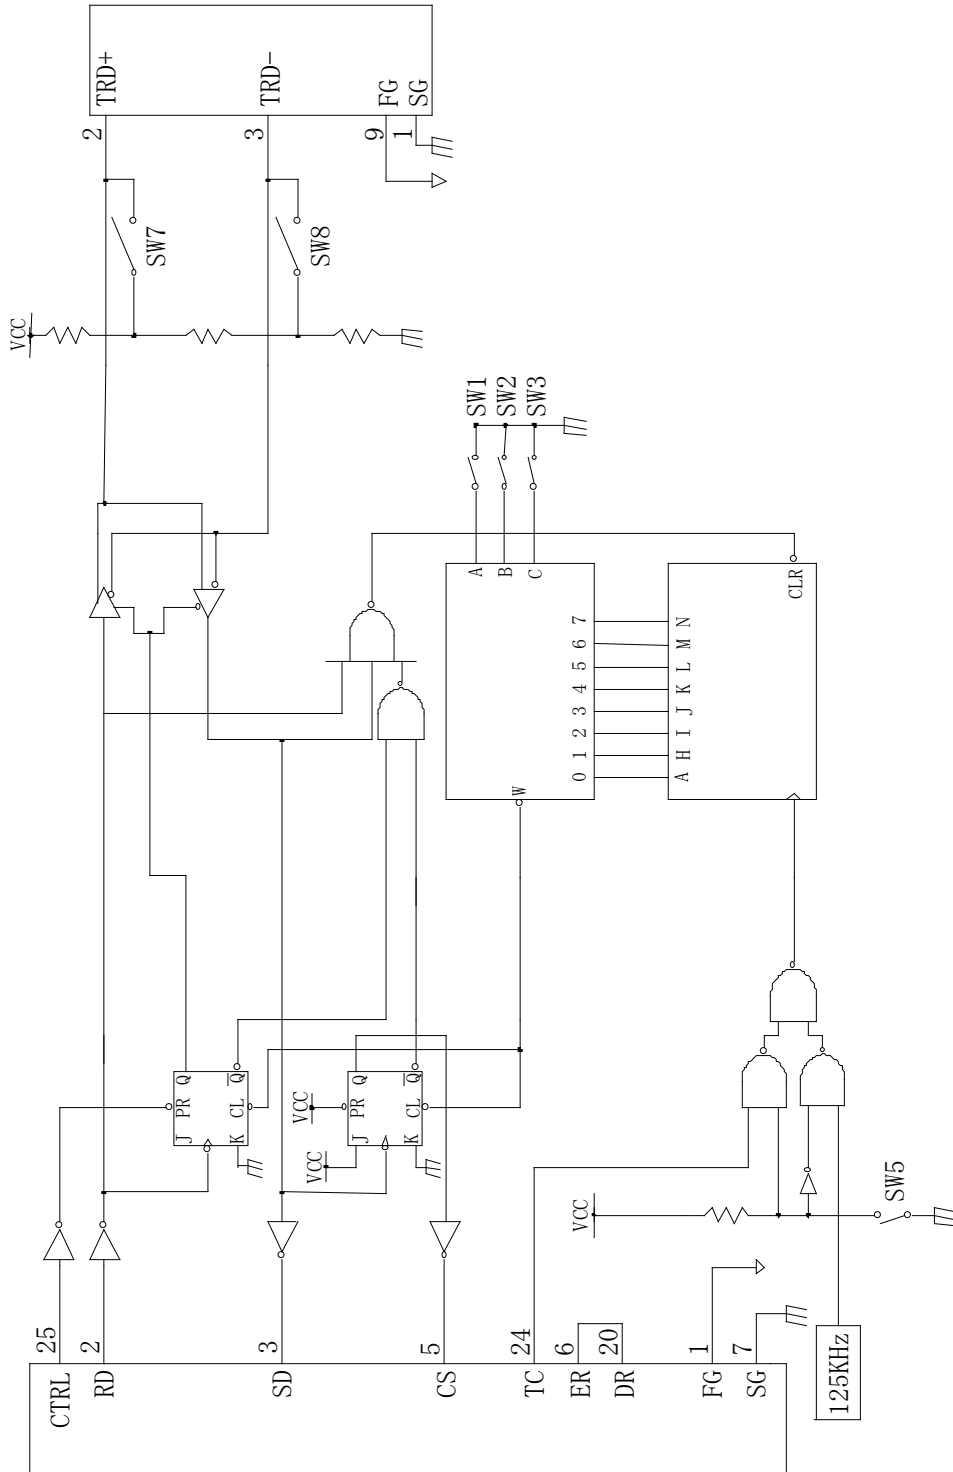 TRD+
TRD-
FG
SG
2
3
9
1
SW7
SW8
VCC
SW1
SW2
SW3
A
B
C
CLR
0 1 2 3 4 5 6 7
A H I J K L M N
W
J
PR
Q
K
CL
Q
J
PR
Q
K
CL
Q
VCC
VCC
VCC
SW5
25
2
3
5
24
6
20
1
7
CTRL
RD
SD
CS
TC
ER
DR
FG
SG
125KHz